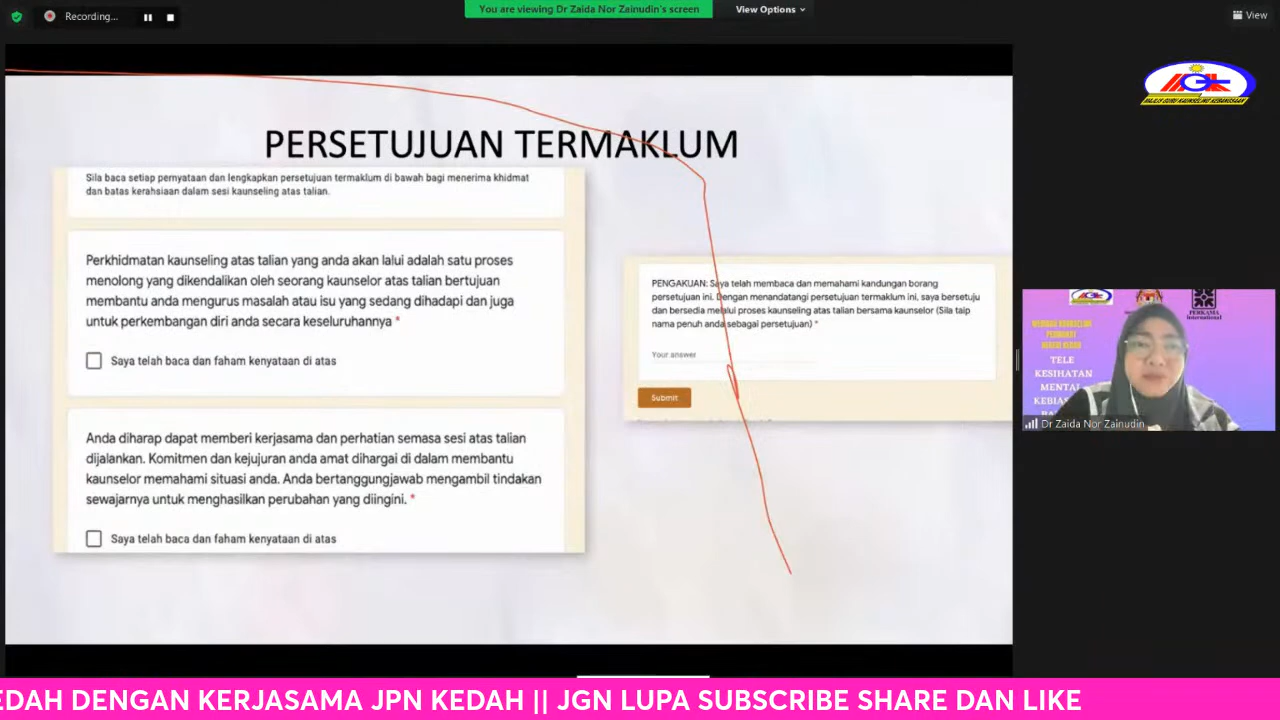 Recording...
You are viewing Dr Zaida Nor Zainudin's screen
View Options
View
MAJLIS GURU KAUNSELING KEBANGSAAN
PERSETUJUAN TERMAKLUM
Sila baca setiap pernyataan dan lengkapkan persetujuan termaklum di bawah bagi menerima khidmat
dan batas kerahsiaan dalam sesi kaunseling atas talian.
Perkhidmatan kaunseling atas talian yang anda akan lalui adalah satu proses
menolong yang dikendalikan oleh seorang kaunselor atas talian bertujuan
membantu anda mengurus masalah atau isu yang sedang dihadapi dan juga
untuk perkembangan diri anda secara keseluruhannya *
Saya telah baca dan faham kenyataan di atas
Anda diharap dapat memberi kerjasama dan perhatian semasa sesi atas talian
dijalankan. Komitmen dan kejujuran anda amat dihargai di dalam membantu
kaunselor memahami situasi anda. Anda bertanggungjawab mengambil tindakan
sewajarnya untuk menghasilkan perubahan yang diingini. *
Saya telah baca dan faham kenyataan di atas
PENGAKUAN: Saya telah membaca dan memahami kandungan borang
persetujuan ini. Dengan menandatangi persetujuan termaklum ini, saya bersetuju
dan bersedia melalui proses kaunseling atas talian bersama kaunselor (Sila taip
nama penuh anda sebagai persetujuan) *
Your answer
Submit
PERKAMA
International
TELE
KESIHATAN
MENTAL
Dr Zaida Nor Zainudin
EDAH DENGAN KERJASAMA JPN KEDAH || JGN LUPA SUBSCRIBE SHARE DAN LIKE